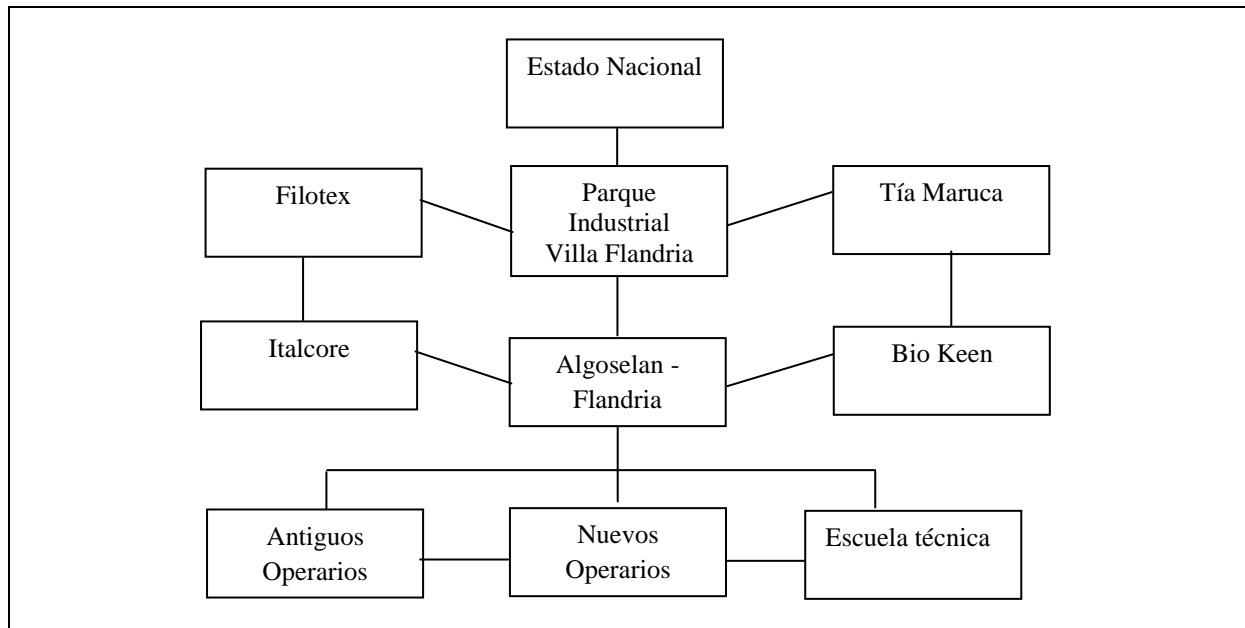 Estado Nacional
Filotex
Parque
Industrial
Villa Flandria
Tía Maruca
Italcore
Algoselan -
Flandria
Bio Keen
Antiguos
Operarios
Nuevos
Operarios
Escuela técnica